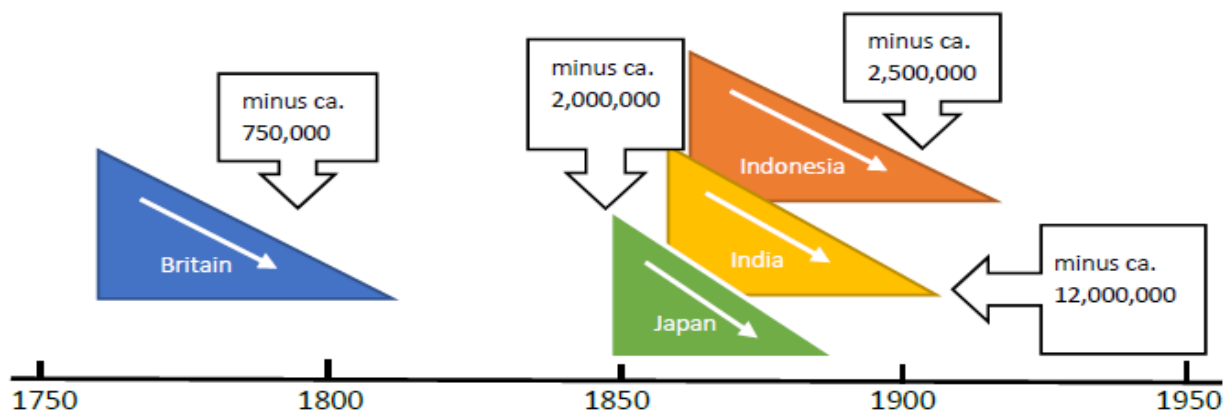 minus ca.
2,500,000
minus ca.
2,000,000
minus ca.
750,000
Indonesia
Britain
India
minus ca.
12,000,000
Japan
1750 1800 1850 1900 1950